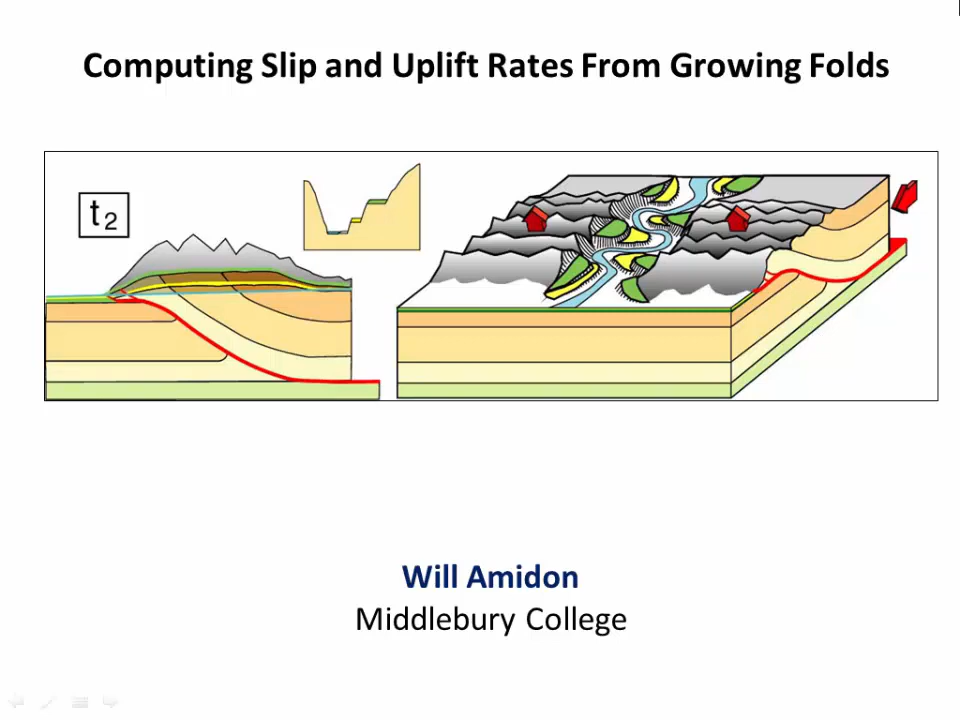 Computing Slip and Uplift Rates From Growing Folds
t2
Will Amidon
Middlebury College